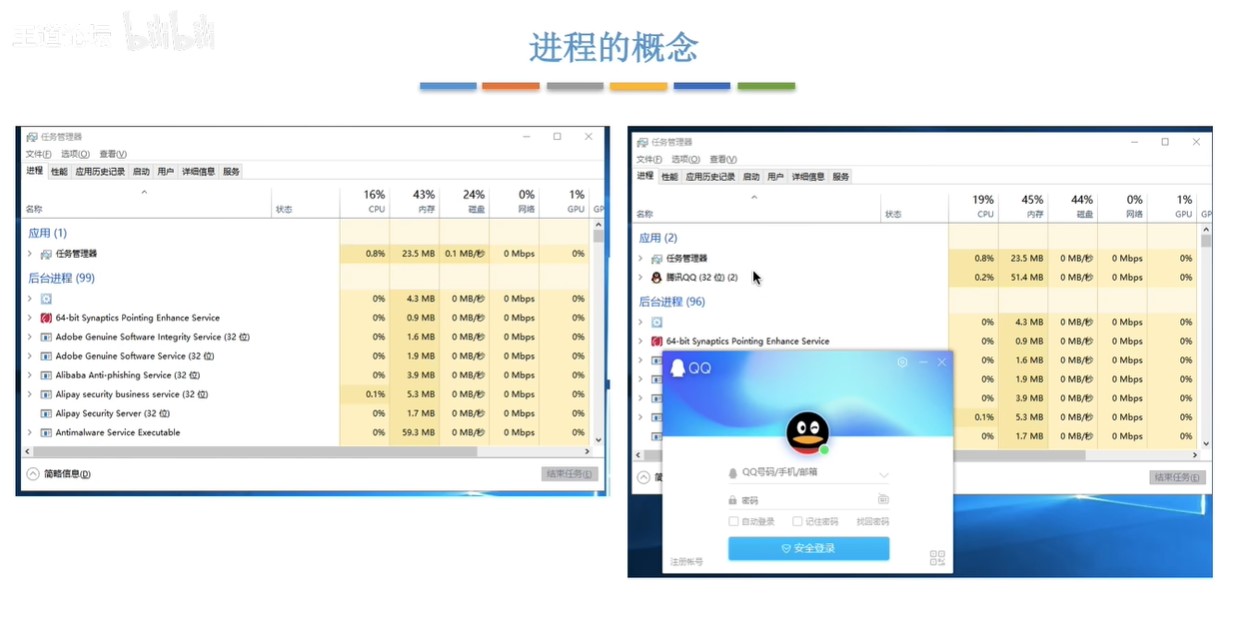 王道论坛 bilibili
进程的概念
任务管理器
文件(F) 选项(O) 查看(V)
进程 性能 应用历史记录 启动 用户 详细信息 服务
16% 43% 24% 0% 1%
名称 状态 CPU 内存 磁盘 网络 GPU GP
应用 (1)
任务管理器 0.8% 23.5 MB 0.1 MB/秒 0 Mbps 0%
后台进程 (99)
0% 4.3 MB 0 MB/秒 0 Mbps 0%
64-bit Synaptics Pointing Enhance Service 0% 0.9 MB 0 MB/秒 0 Mbps 0%
Adobe Genuine Software Integrity Service (32 位) 0% 1.6 MB 0 MB/秒 0 Mbps 0%
Adobe Genuine Software Service (32 位) 0% 1.9 MB 0 MB/秒 0 Mbps 0%
Alibaba Anti-phishing Service (32 位) 0% 3.9 MB 0 MB/秒 0 Mbps 0%
Alipay security business service (32 位) 0.1% 5.3 MB 0 MB/秒 0 Mbps 0%
Alipay Security Server (32 位) 0% 1.7 MB 0 MB/秒 0 Mbps 0%
Antimalware Service Executable 0% 59.3 MB 0 MB/秒 0 Mbps 0%
简略信息(D) 结束任务(E)
任务管理器
文件(F) 选项(O) 查看(V)
进程 性能 应用历史记录 启动 用户 详细信息 服务
19% 45% 44% 0% 1%
名称 状态 CPU 内存 磁盘 网络 GPU GP
应用 (2)
任务管理器 0.8% 23.5 MB 0 MB/秒 0 Mbps 0%
腾讯QQ (32 位) (2) 0.2% 51.4 MB 0 MB/秒 0 Mbps 0%
后台进程 (96)
0% 4.3 MB 0 MB/秒 0 Mbps 0%
64-bit Synaptics Pointing Enhance Service 0% 0.9 MB 0 MB/秒 0 Mbps 0%
0% 1.6 MB 0 MB/秒 0 Mbps 0%
0% 1.9 MB 0 MB/秒 0 Mbps 0%
0% 3.9 MB 0 MB/秒 0 Mbps 0%
0.1% 5.3 MB 0 MB/秒 0 Mbps 0%
0% 1.7 MB 0 MB/秒 0 Mbps 0%
简 结束任务(E)
QQ
QQ号码/手机/邮箱
密码
自动登录 记住密码 找回密码
安全登录
注册帐号